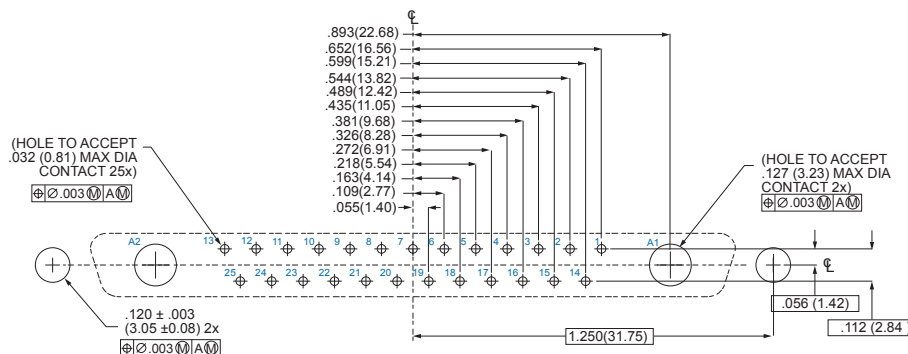 ℄
.893(22.68)
.652(16.56)
.599(15.21)
.544(13.82)
.489(12.42)
.435(11.05)
.381(9.68)
.326(8.28)
.272(6.91)
.218(5.54)
.163(4.14)
.109(2.77)
.055(1.40)
(HOLE TO ACCEPT
.032 (0.81) MAX DIA
CONTACT 25x)
⌖ ∅.003 Ⓜ A Ⓜ
(HOLE TO ACCEPT
.127 (3.23) MAX DIA
CONTACT 2x)
⌖ ∅.003 Ⓜ A Ⓜ
A2 13 12 11 10 9 8 7 6 5 4 3 2 1 A1
℄
25 24 23 22 21 20 19 18 17 16 15 14
.120 ± .003
(3.05 ±0.08) 2x
⌖ ∅.003 Ⓜ A Ⓜ
1.250(31.75)
.056 (1.42)
.112 (2.84